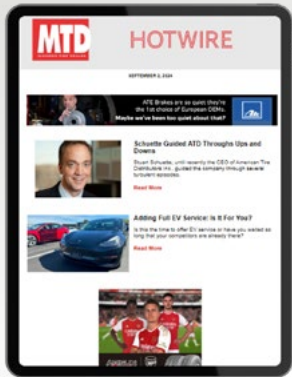 MTD
MODERN TIRE DEALER
HOTWIRE
SEPTEMBER 2, 2024
ATE Brakes are so quiet they're
the 1st choice of European OEMs.
Maybe we've been too quiet about that?
ATE
Schuette Guided ATD Throughs Ups and
Downs
Stuart Schuette, until recently the CEO of American Tire
Distributors Inc., guided the company through several
turbulent episodes.
Read More
Adding Full EV Service: Is It For You?
Is this the time to offer EV service or have you waited so
long that your competitors are already there?
Read More